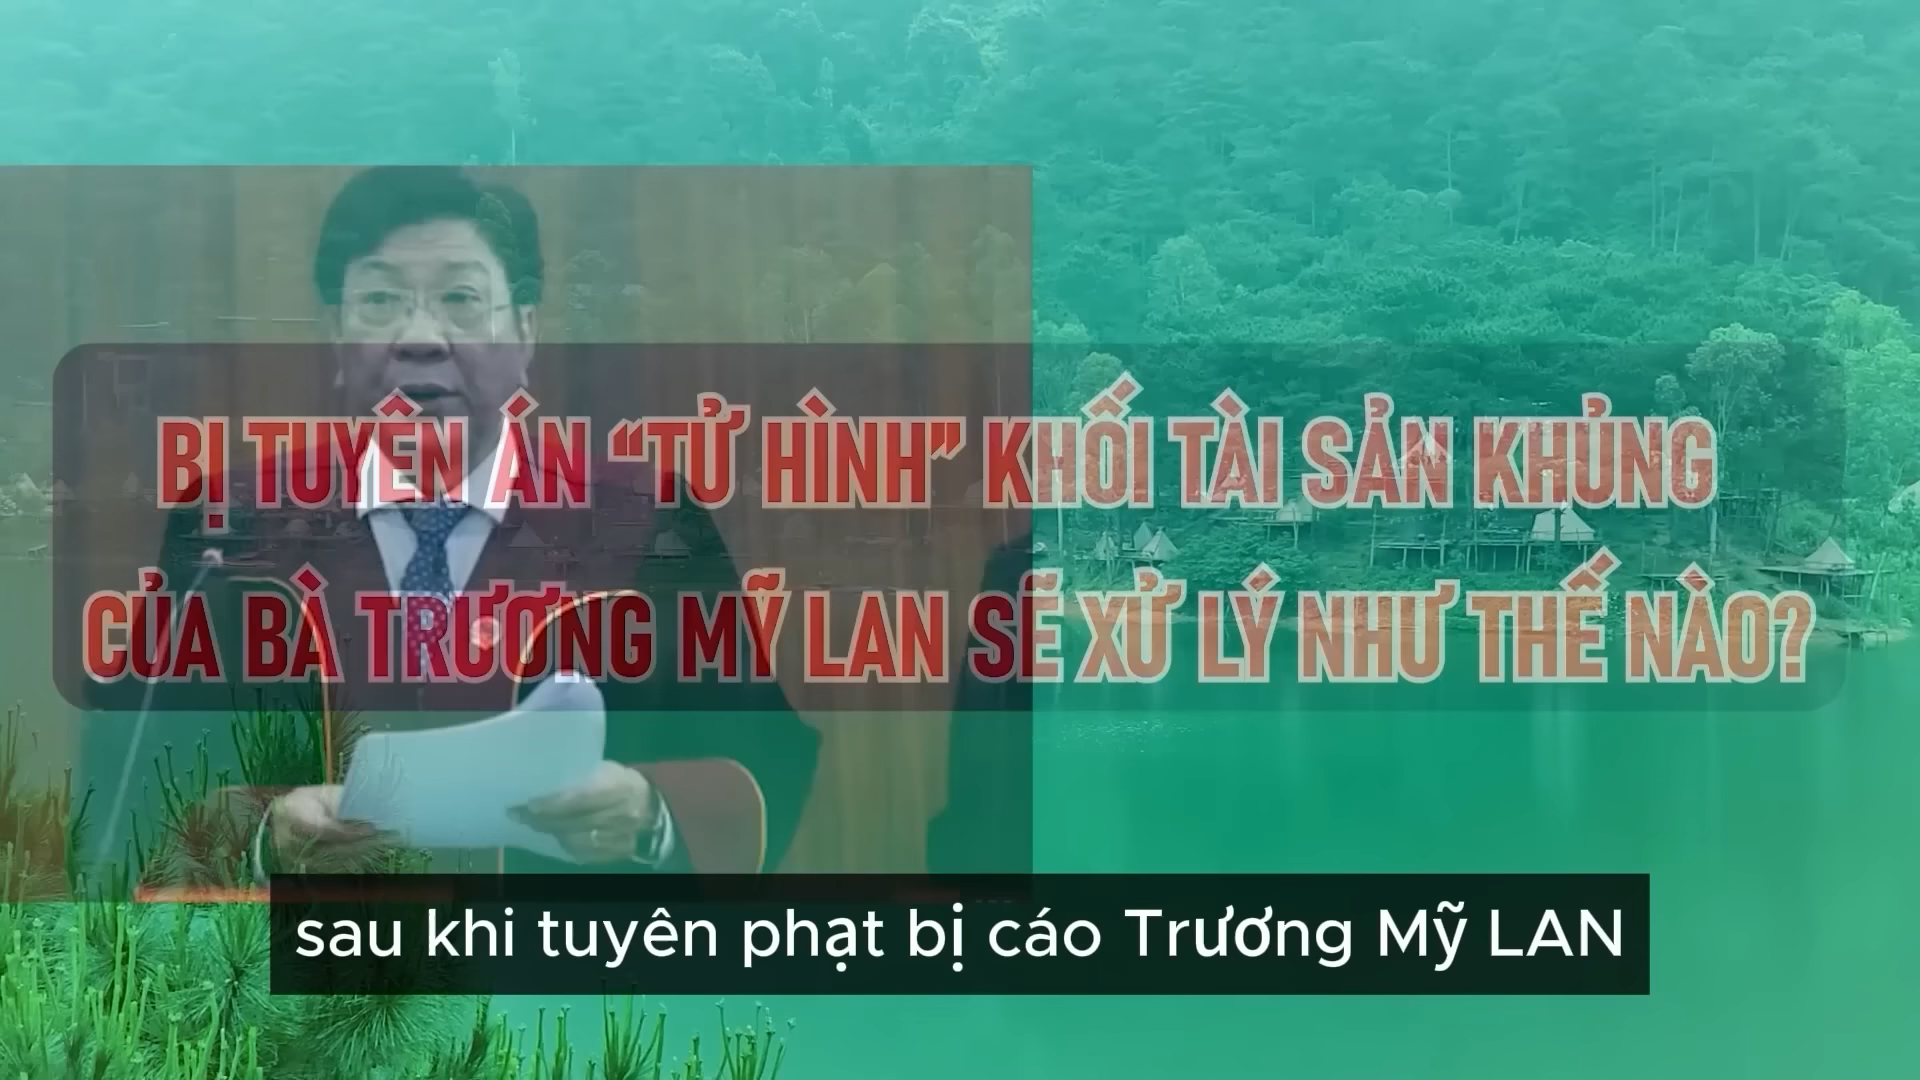 BỊ TUYÊN ÁN “TỬ HÌNH” KHỐI TÀI SẢN KHỦNG
CỦA BÀ TRƯƠNG MỸ LAN SẼ XỬ LÝ NHƯ THẾ NÀO?
sau khi tuyên phạt bị cáo Trương Mỹ LAN